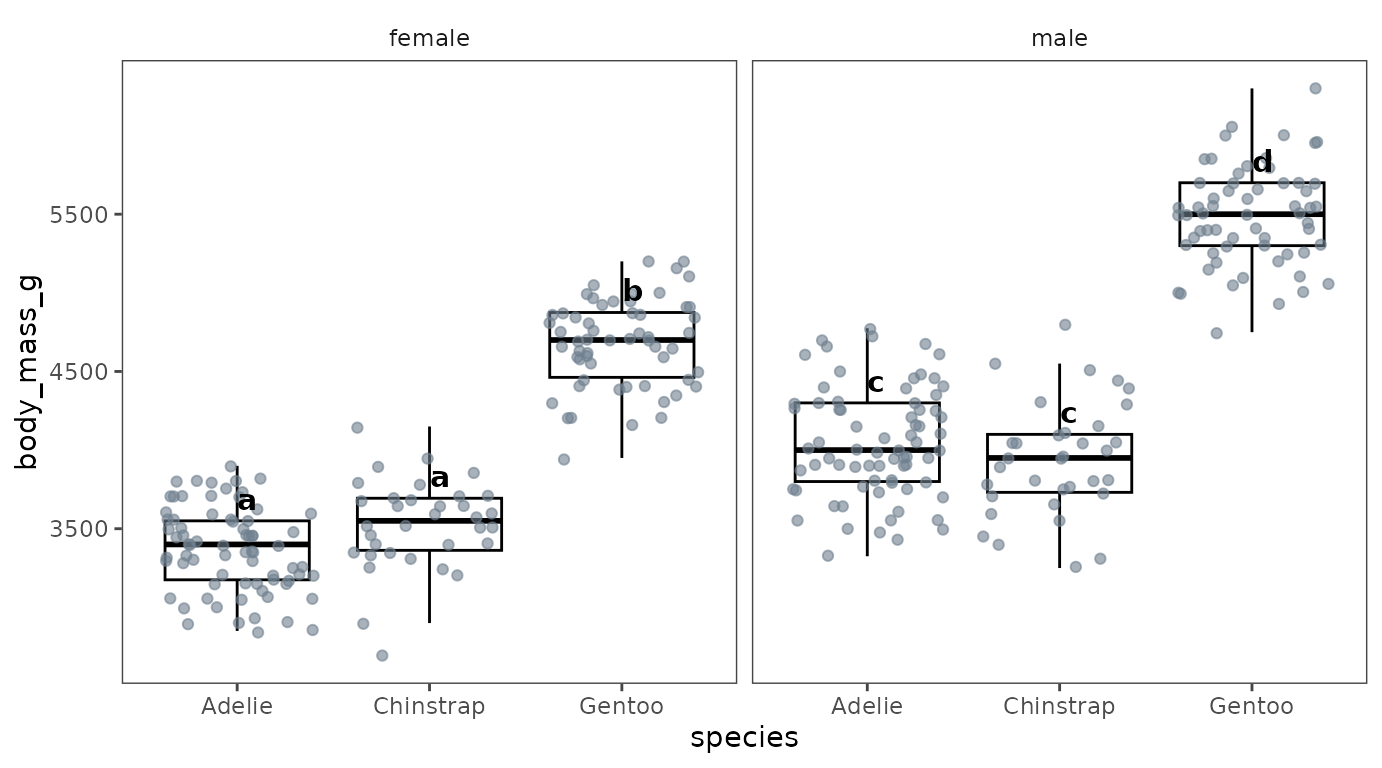 female
male
body_mass_g
5500
4500
3500
a
a
b
c
c
d
Adelie
Chinstrap
Gentoo
Adelie
Chinstrap
Gentoo
species